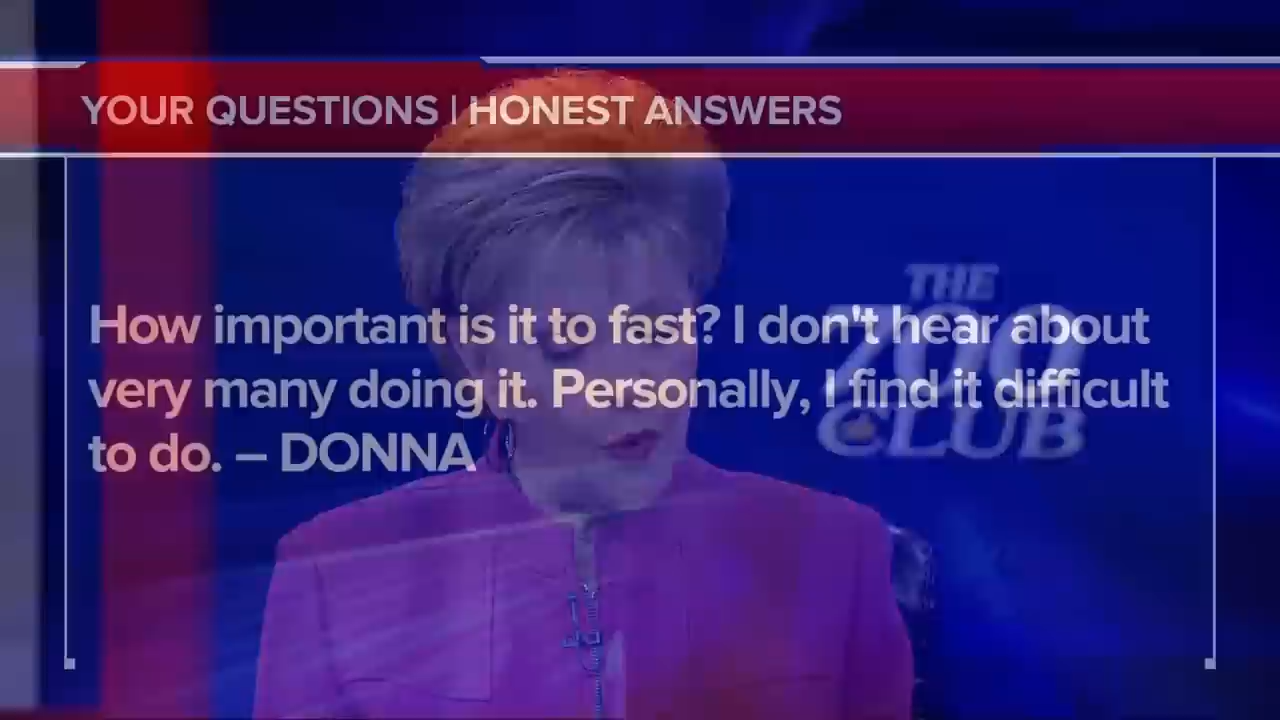 YOUR QUESTIONS | HONEST ANSWERS
How important is it to fast? I don't hear about
very many doing it. Personally, I find it difficult
to do. – DONNA
THE
700
CLUB